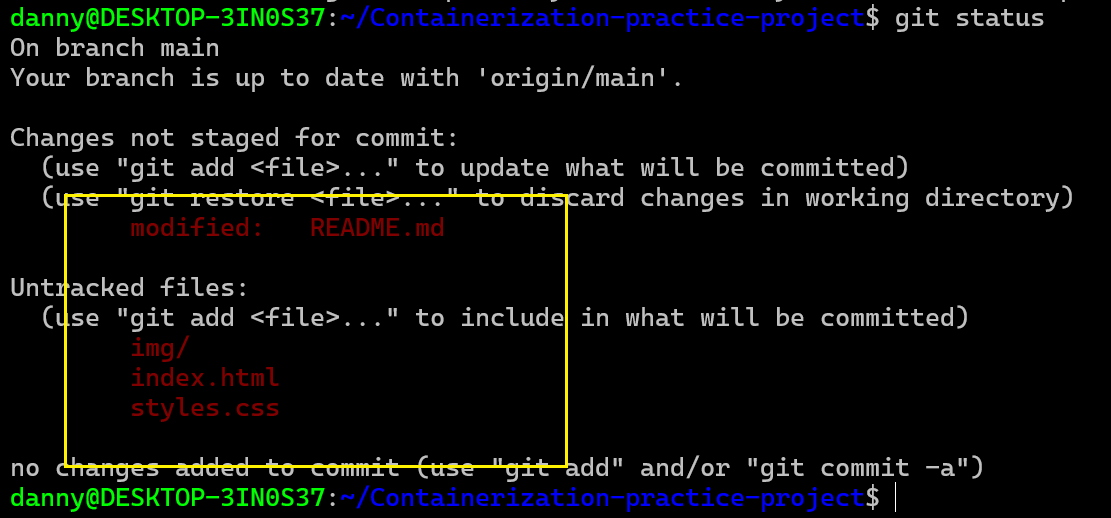 danny@DESKTOP-3IN0S37:~/Containerization-practice-project$ git status
On branch main
Your branch is up to date with 'origin/main'.
Changes not staged for commit:
(use "git add <file>..." to update what will be committed)
(use "git restore <file>..." to discard changes in working directory)
modified: README.md
Untracked files:
(use "git add <file>..." to include in what will be committed)
img/
index.html
styles.css
no changes added to commit (use "git add" and/or "git commit -a")
danny@DESKTOP-3IN0S37:~/Containerization-practice-project$